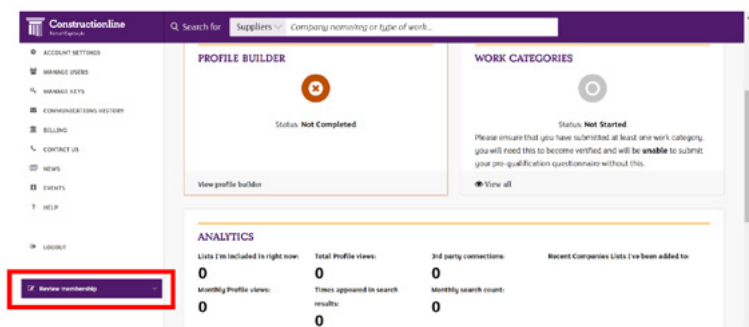 Constructionline
Search for
Suppliers
Company name/reg or type of work...
ACCOUNT SETTINGS
MANAGE USERS
MANAGE KEYS
COMMUNICATIONS HISTORY
BILLING
CONTACT US
NEWS
EVENTS
HELP
LOGOUT
Review membership
PROFILE BUILDER
Status: Not Completed
View profile builder
WORK CATEGORIES
Status: Not Started
Please ensure that you have submitted at least one work category,
you will need this to become verified and will be unable to submit
your pre-qualification questionnaire without this.
View all
ANALYTICS
Lists I'm included in right now:
0
Total Profile views:
0
3rd party connections:
0
Recent Companies Lists I've been added to:
Monthly Profile views:
0
Times appeared in search
results:
0
Monthly search count:
0